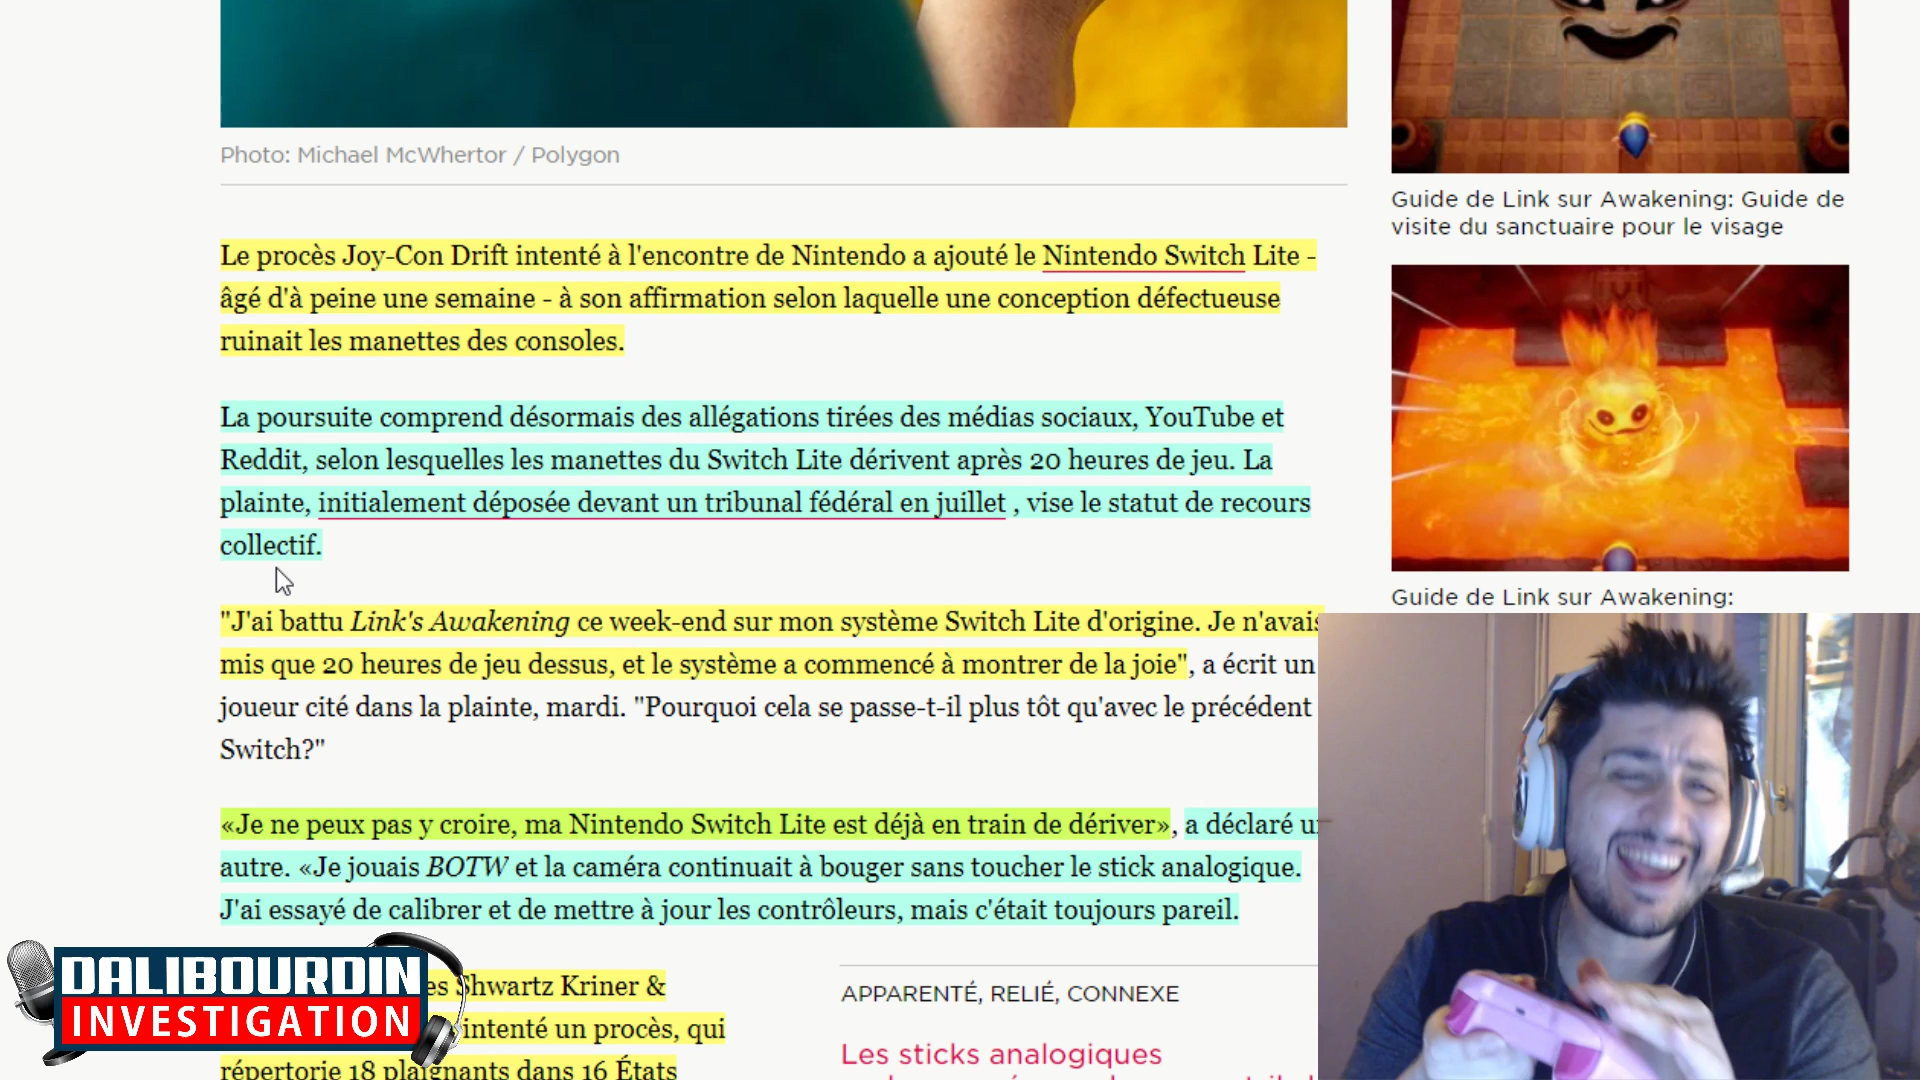 Photo: Michael McWhertor / Polygon
Le procès Joy-Con Drift intenté à l'encontre de Nintendo a ajouté le Nintendo Switch Lite -
âgé d'à peine une semaine - à son affirmation selon laquelle une conception défectueuse
ruinait les manettes des consoles.
La poursuite comprend désormais des allégations tirées des médias sociaux, YouTube et
Reddit, selon lesquelles les manettes du Switch Lite dérivent après 20 heures de jeu. La
plainte, initialement déposée devant un tribunal fédéral en juillet , vise le statut de recours
collectif.
"J'ai battu Link's Awakening ce week-end sur mon système Switch Lite d'origine. Je n'avais
mis que 20 heures de jeu dessus, et le système a commencé à montrer de la joie", a écrit un
joueur cité dans la plainte, mardi. "Pourquoi cela se passe-t-il plus tôt qu'avec le précédent
Switch?"
«Je ne peux pas y croire, ma Nintendo Switch Lite est déjà en train de dériver», a déclaré
autre. «Je jouais BOTW et la caméra continuait à bouger sans toucher le stick analogique.
J'ai essayé de calibrer et de mettre à jour les contrôleurs, mais c'était toujours pareil.
Shwartz Kriner &
intenté un procès, qui
répertorie 18 plaignants dans 16 États
APPARENTÉ, RELIÉ, CONNEXE
Les sticks analogiques
Guide de Link sur Awakening: Guide de
visite du sanctuaire pour le visage
Guide de Link sur Awakening:
DALIBOURDIN
INVESTIGATION